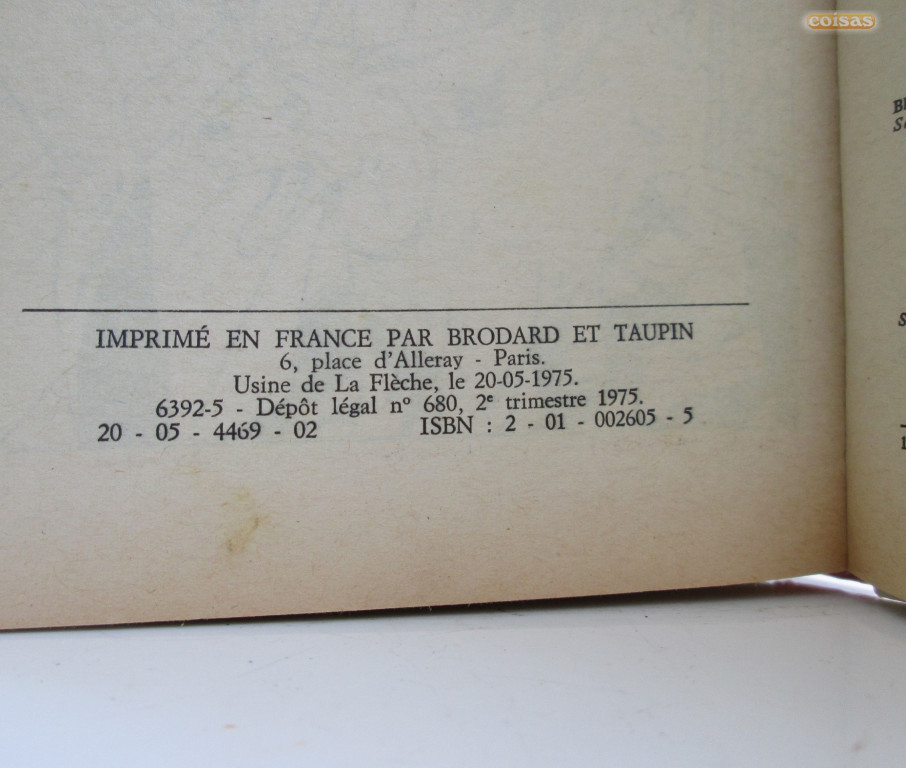 coisas
IMPRIMÉ EN FRANCE PAR BRODARD ET TAUPIN
6, place d'Alleray - Paris.
Usine de La Flèche, le 20-05-1975.
6392-5 - Dépôt légal nº 680, 2ᵉ trimestre 1975.
20 - 05 - 4469 - 02 ISBN : 2 - 01 - 002605 - 5